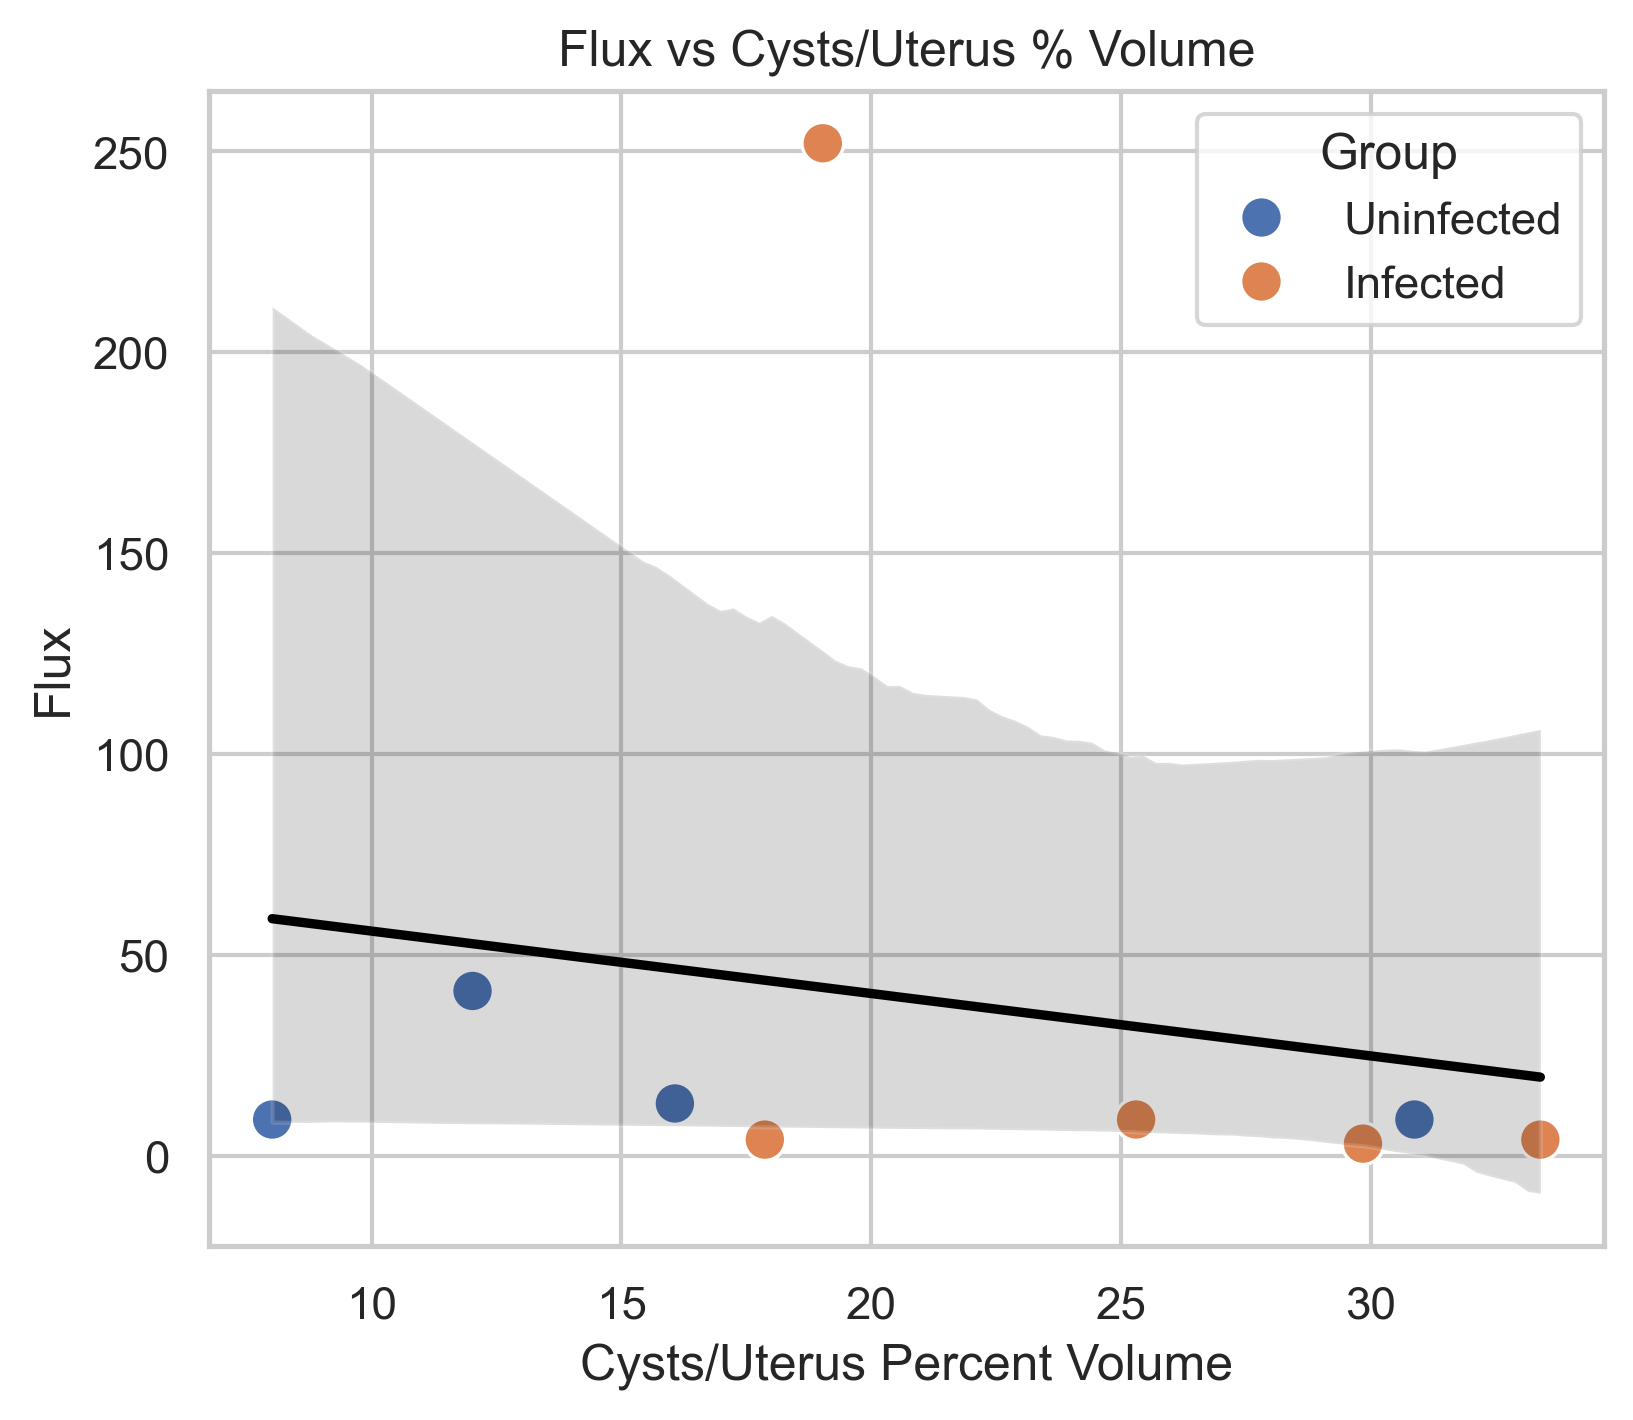 Flux vs Cysts/Uterus % Volume
Group
Uninfected
Infected
250
200
150
100
50
0
Flux
10 15 20 25 30
Cysts/Uterus Percent Volume